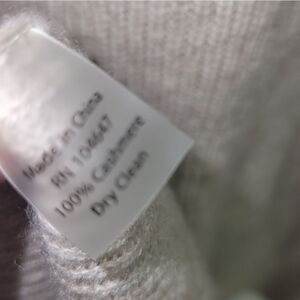 Made in China
RN 104647
100% Cashmere
Dry Clean